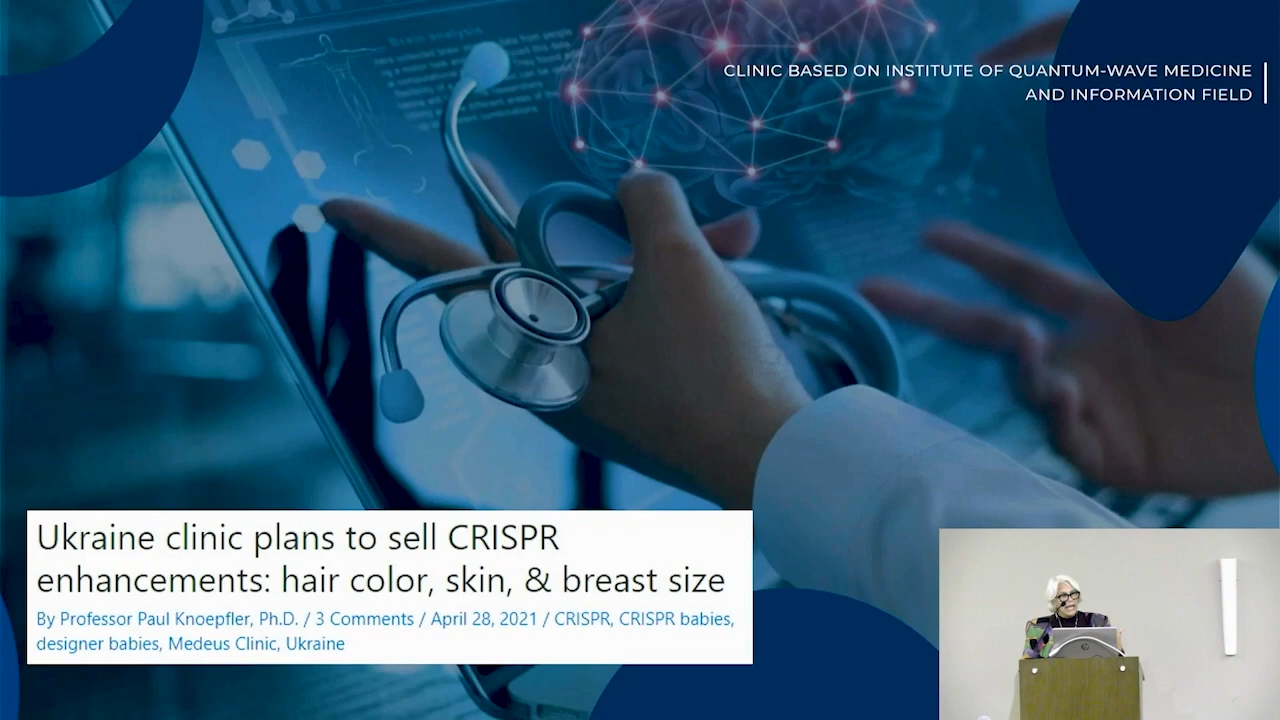 CLINIC BASED ON INSTITUTE OF QUANTUM-WAVE MEDICINE
AND INFORMATION FIELD
Brain analysis
Ukraine clinic plans to sell CRISPR
enhancements: hair color, skin, & breast size
By Professor Paul Knoepfler, Ph.D. / 3 Comments / April 28, 2021 / CRISPR, CRISPR babies,
designer babies, Medeus Clinic, Ukraine